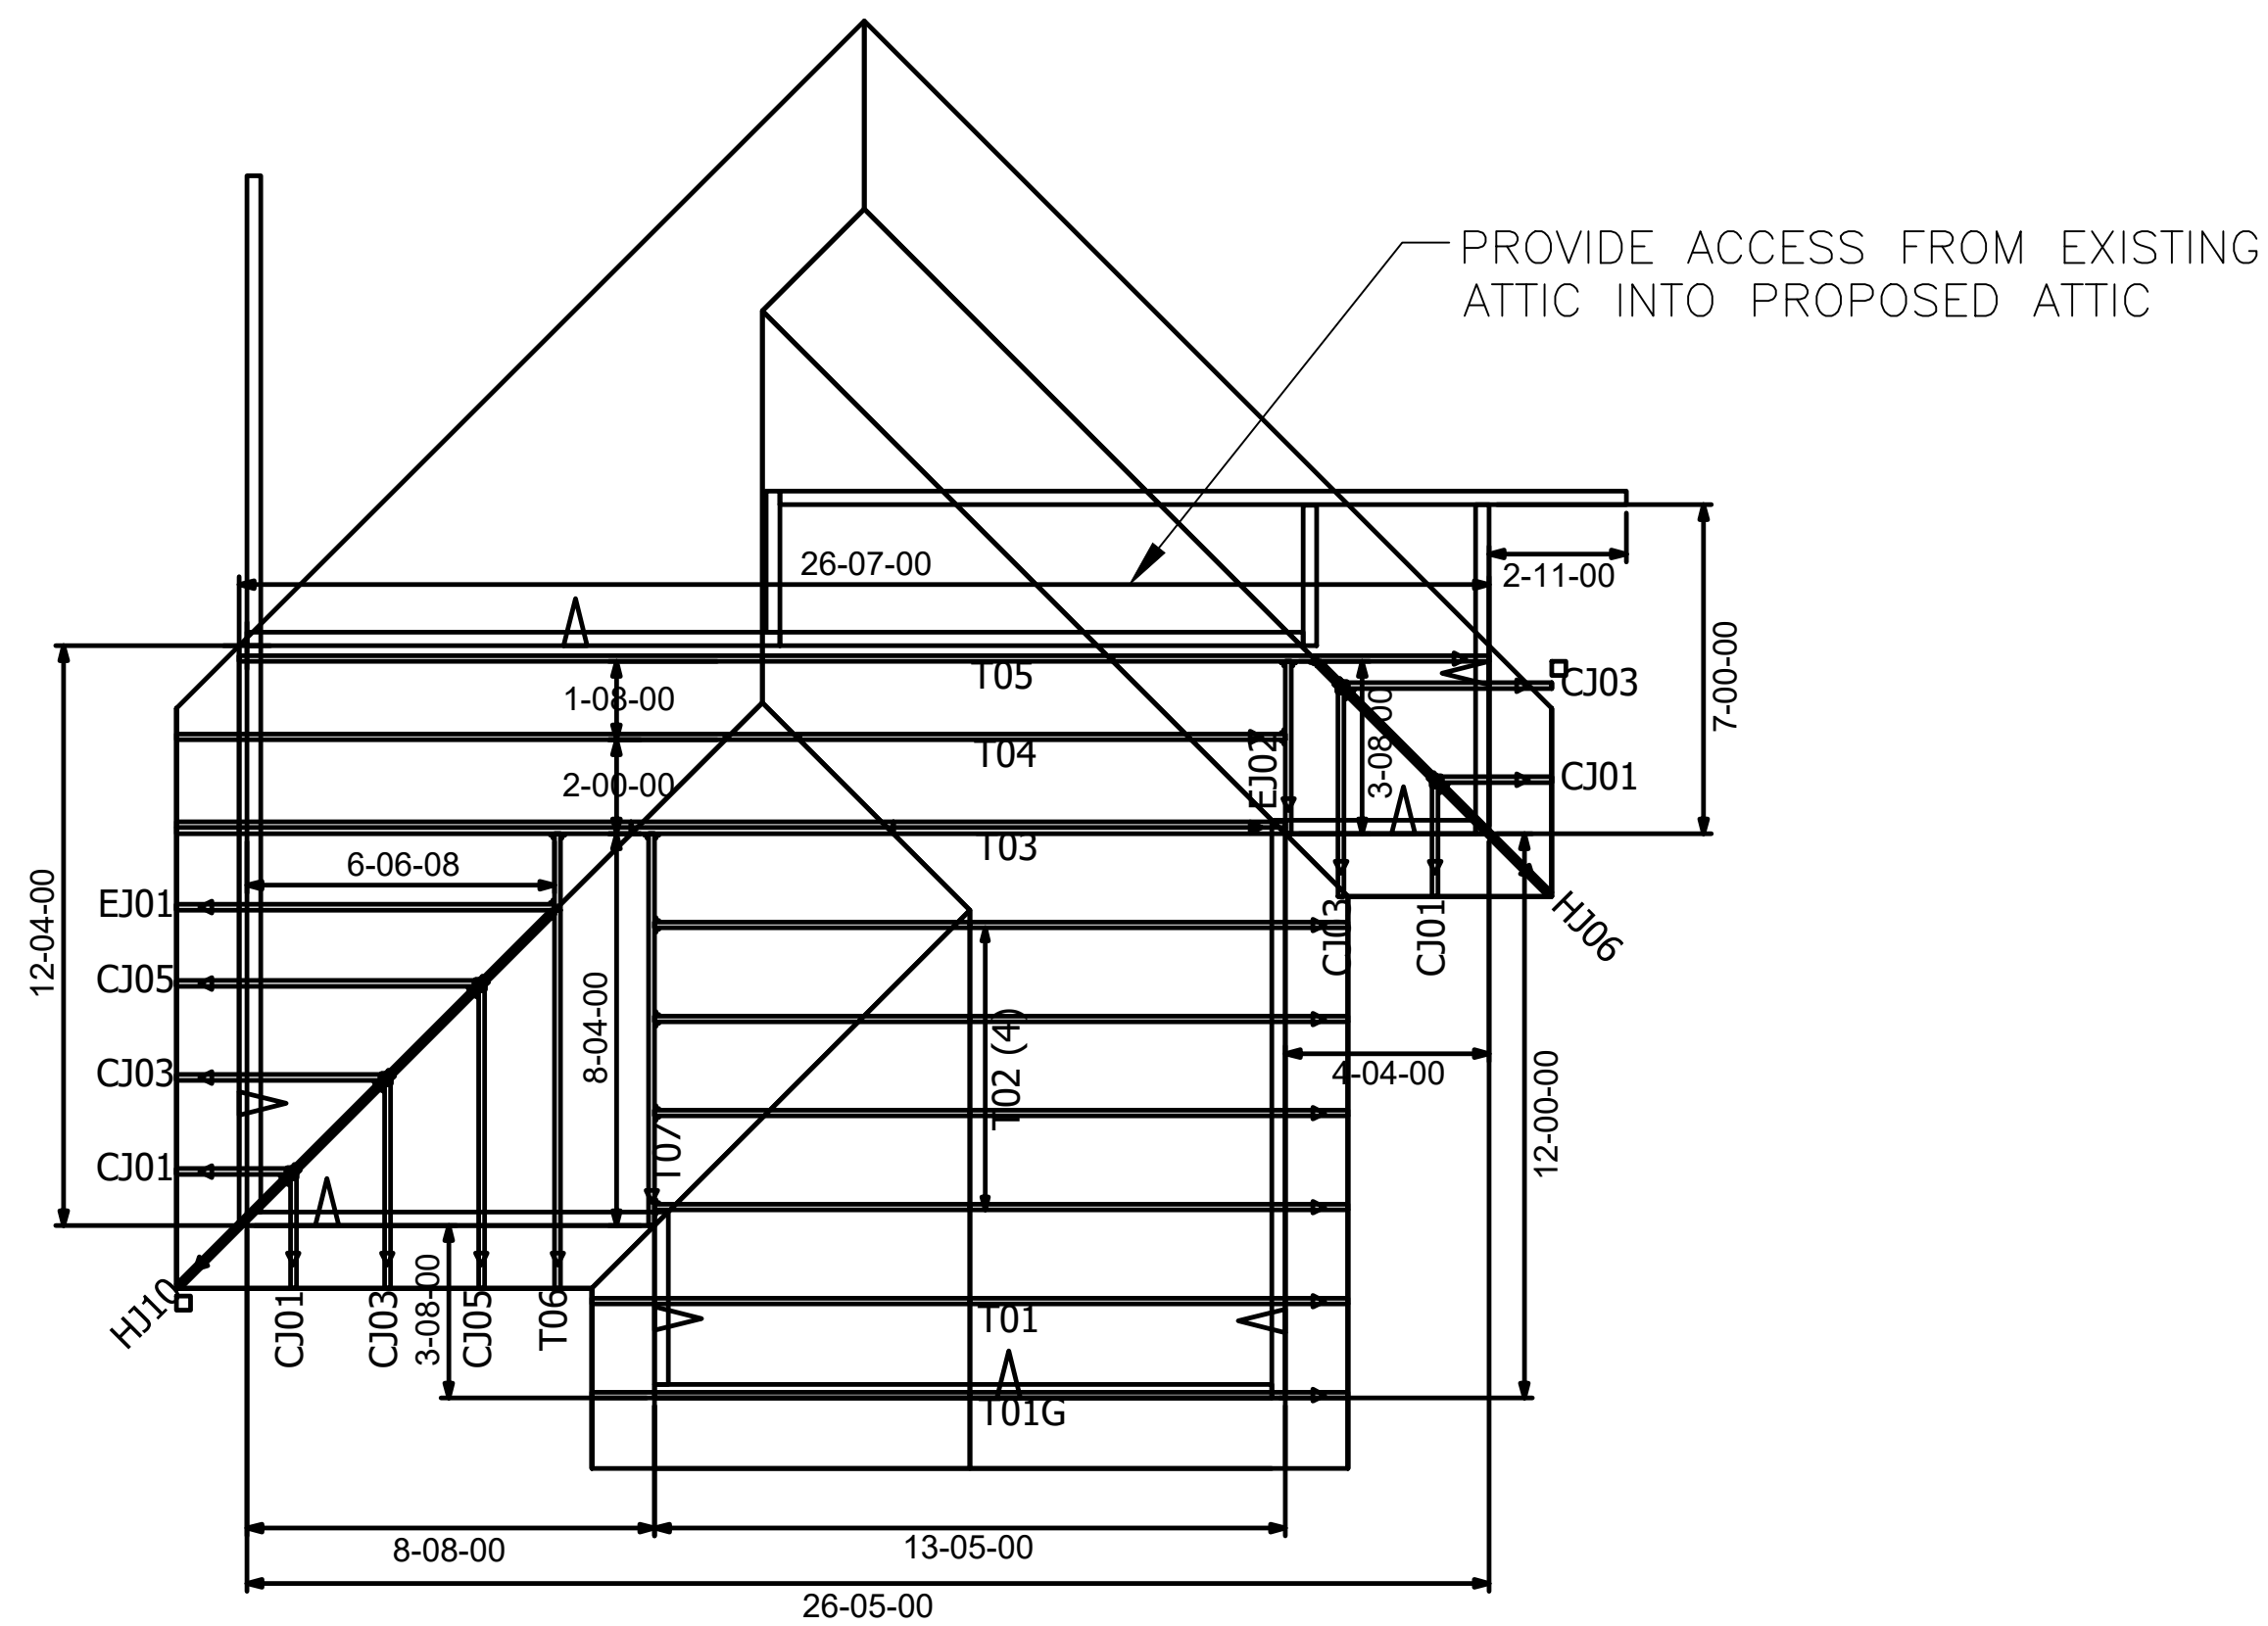 PROVIDE ACCESS FROM EXISTING
ATTIC INTO PROPOSED ATTIC
26-07-00
2-11-00
7-00-00
T05
CJ03
1-08-00
3-08-00
T04
EJ02
CJ01
2-00-00
T03
6-06-08
EJ01
12-04-00
CJ05
8-04-00
CJ03
CJ01
HJ06
T02 (4)
4-04-00
CJ03
12-00-00
T07
CJ01
HJ10
CJ01
CJ03
3-08-00
CJ05
T06
T01
T01G
8-08-00
13-05-00
26-05-00